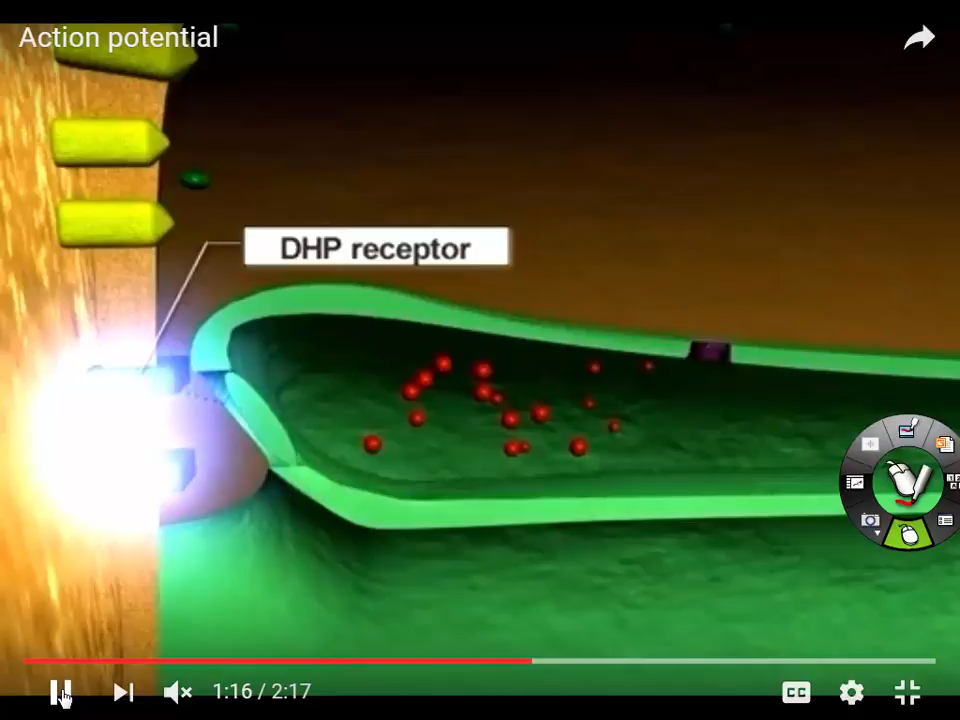 Action potential
DHP receptor
1:16 / 2:17
CC